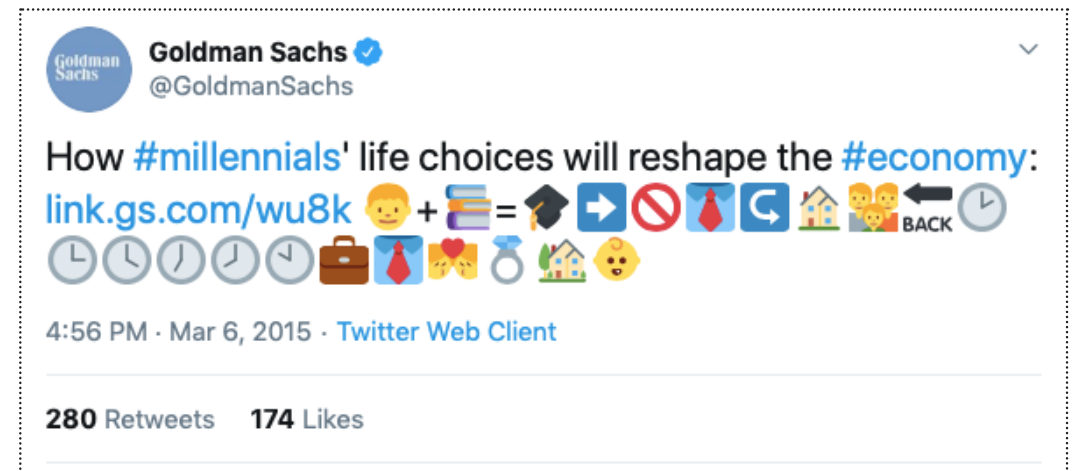 Goldman Sachs
Goldman Sachs
@GoldmanSachs
How #millennials' life choices will reshape the #economy:
link.gs.com/wu8k 👦+📚=🎓➡️🚫👔↪️🏠👪🔙🕑
🕒🕓🕖🕗🕙💼👔💏💍🏡👶
4:56 PM · Mar 6, 2015 · Twitter Web Client
280 Retweets 174 Likes